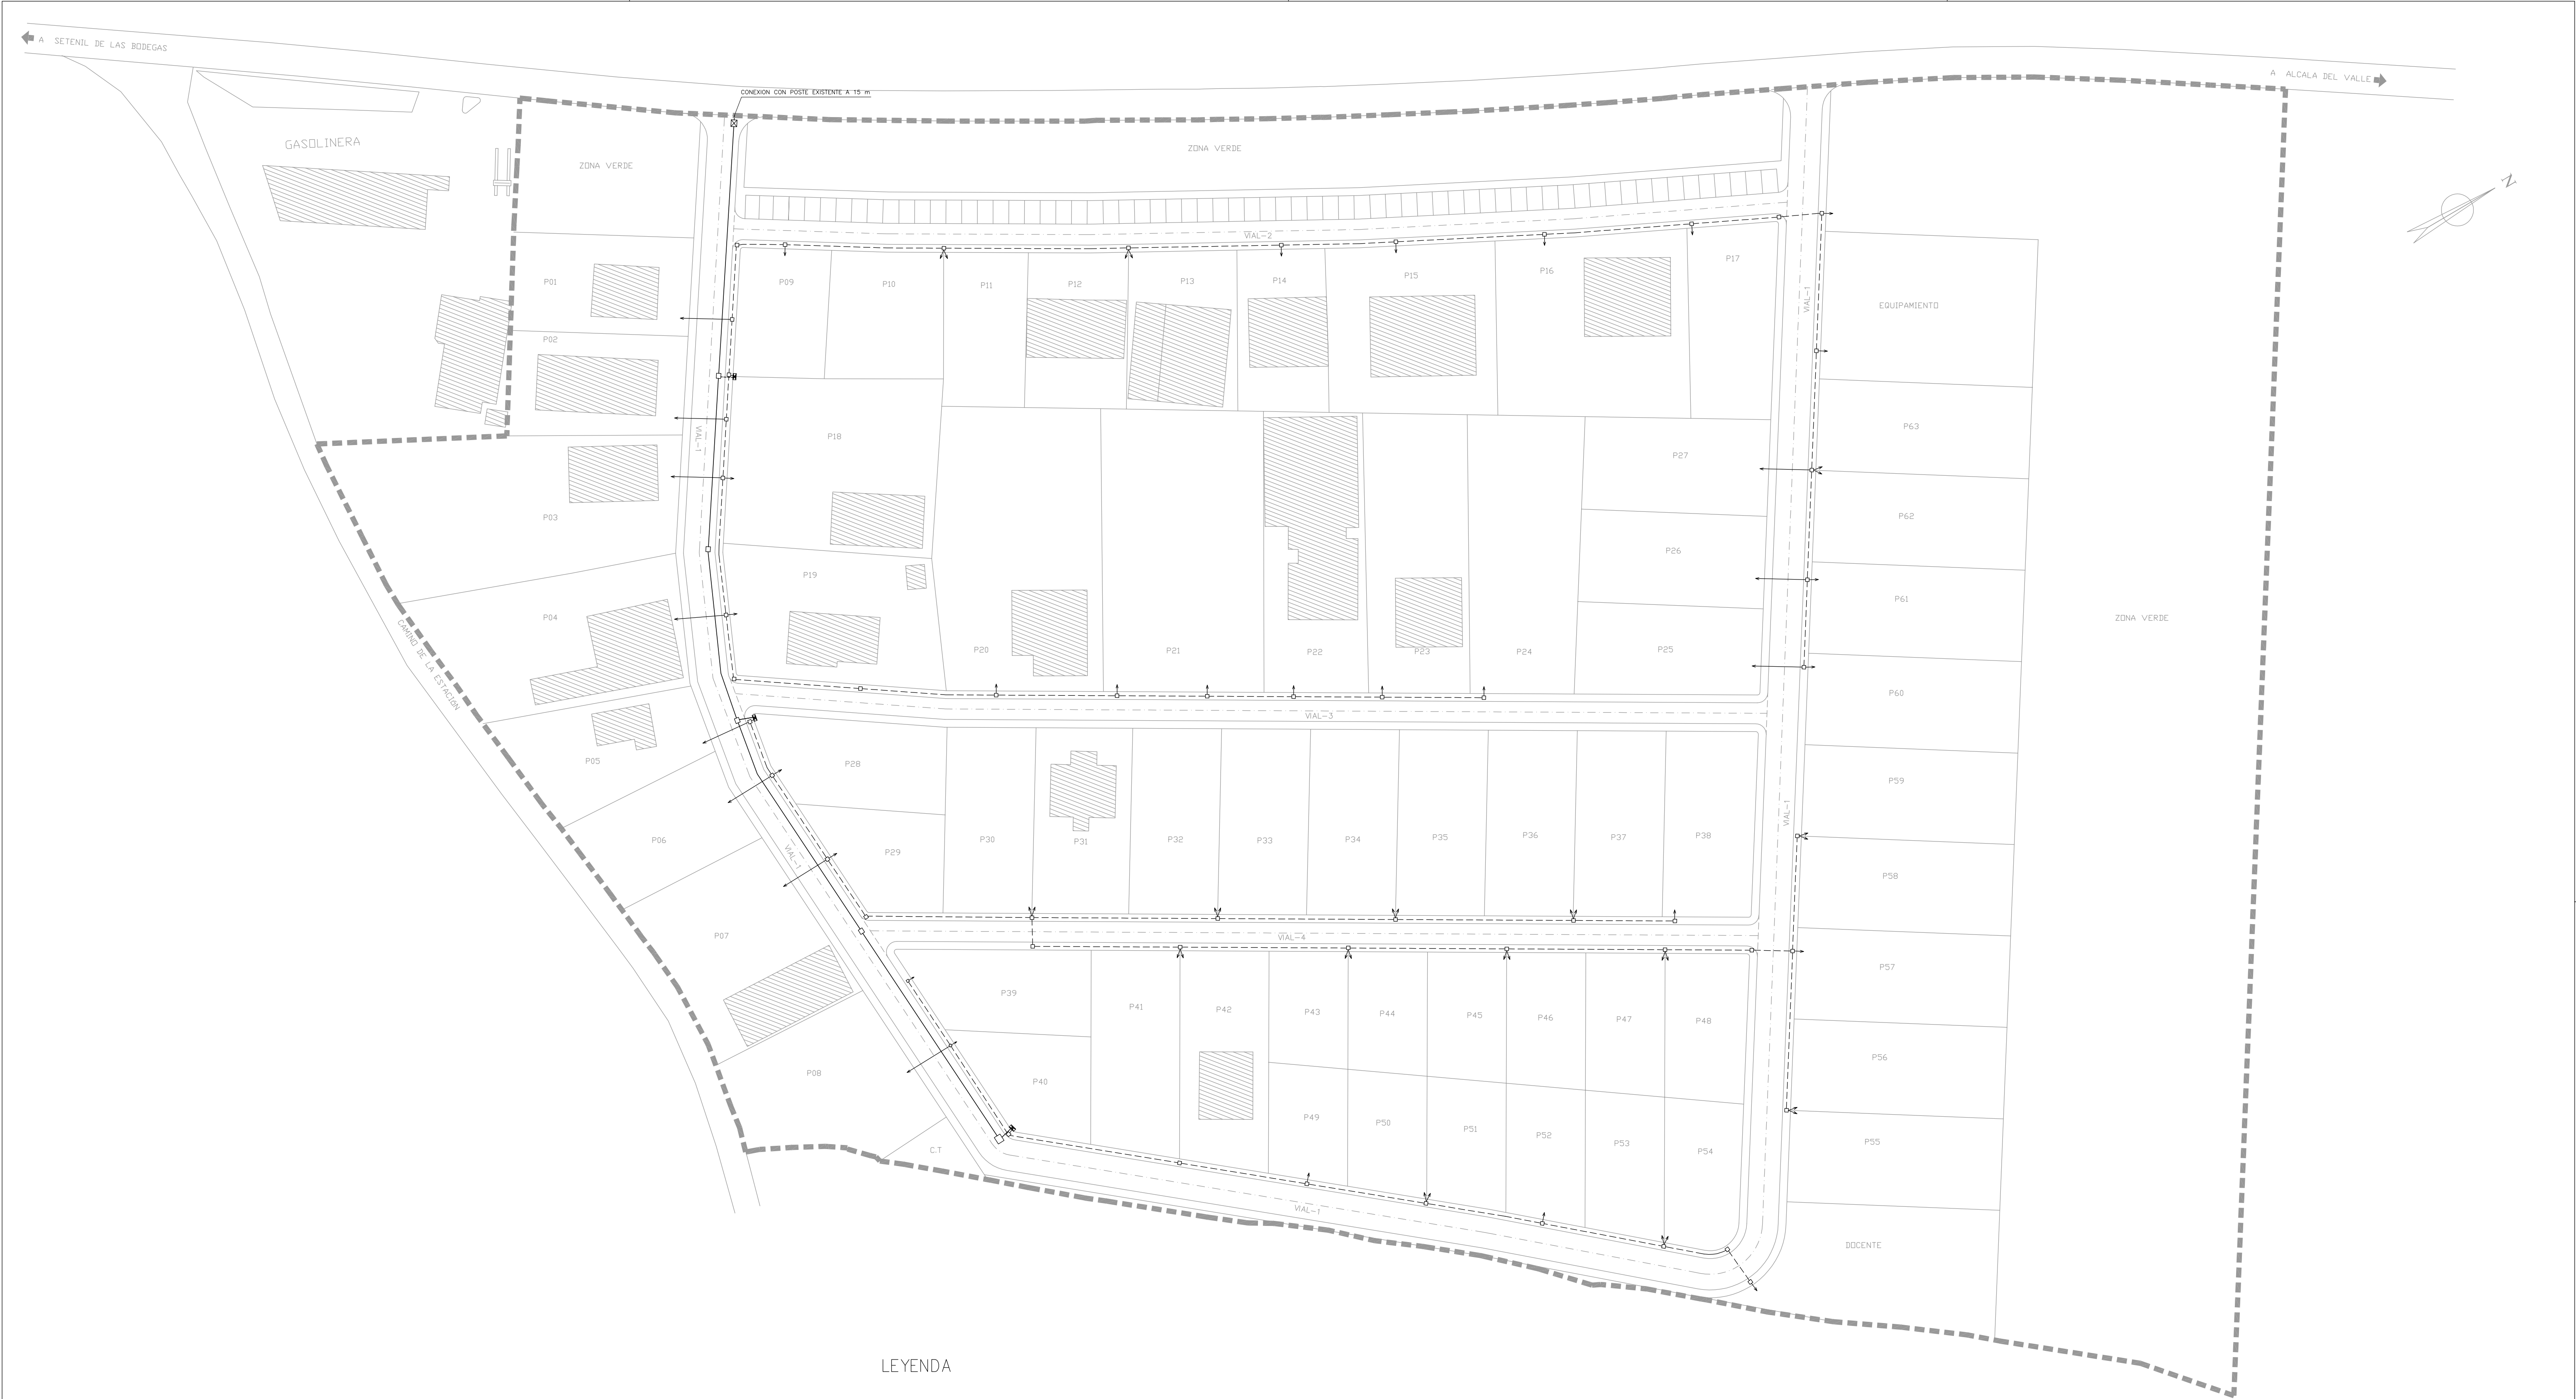 A SETENIL DE LAS BODEGAS
A ALCALA DEL VALLE
CONEXION CON POSTE EXISTENTE A 15 m
GASOLINERA
ZONA VERDE
ZONA VERDE
N
VIAL-2
P01
P09
P10
P11
P12
P13
P14
P15
P16
P17
VIAL-1
EQUIPAMIENTO
P02
VIAL-1
P18
P27
P63
P03
P26
P62
P19
P04
P61
ZONA VERDE
CAMINO DE LA ESTACION
P20
P21
P22
P23
P24
P25
P60
VIAL-3
P05
P28
P59
VIAL-1
P06
VIAL-1
P29
P30
P31
P32
P33
P34
P35
P36
P37
P38
P58
P07
VIAL-4
P57
P39
P41
P42
P43
P44
P45
P46
P47
P48
P56
P08
P40
P49
P50
P51
P52
P53
P54
P55
C.T
VIAL-1
DOCENTE
LEYENDA